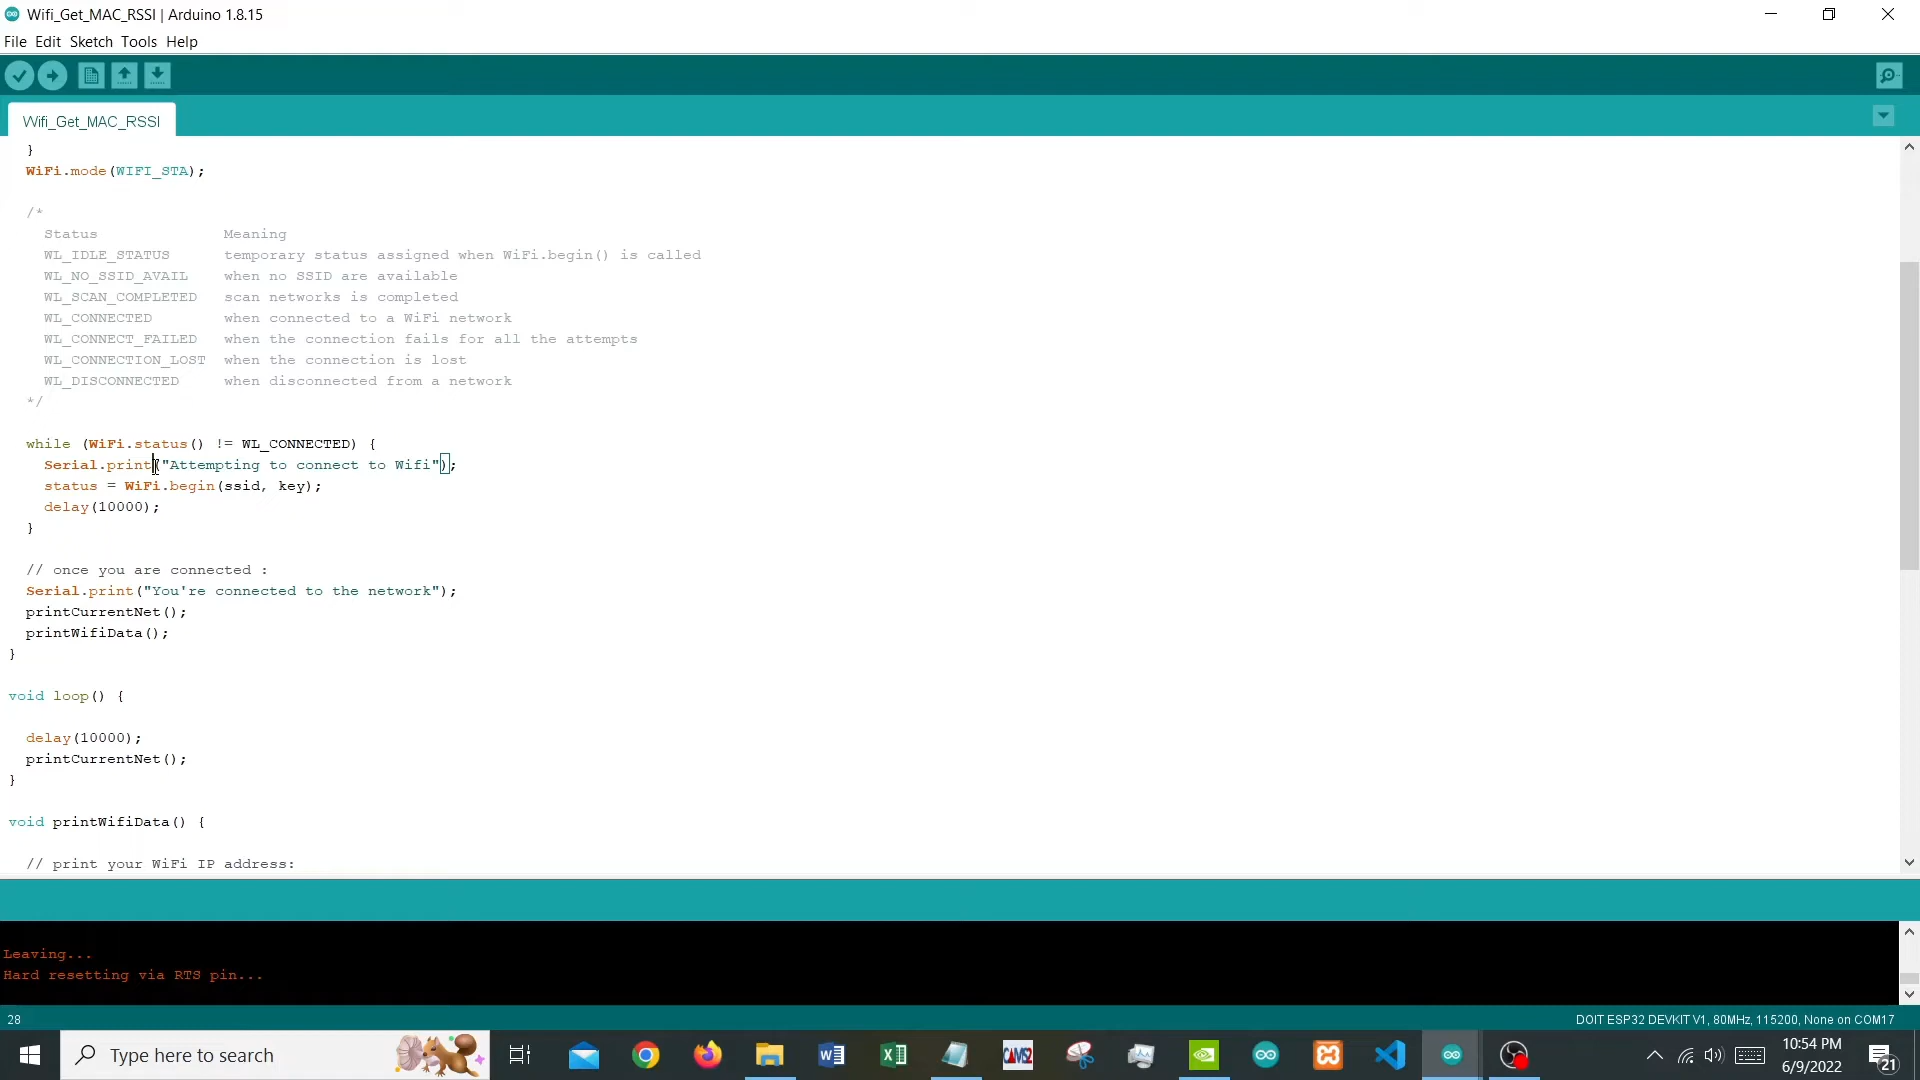 Wifi_Get_MAC_RSSI | Arduino 1.8.15
File Edit Sketch Tools Help
Wifi_Get_MAC_RSSI
}
WiFi.mode(WIFI_STA);
/*
Status Meaning
WL_IDLE_STATUS temporary status assigned when WiFi.begin() is called
WL_NO_SSID_AVAIL when no SSID are available
WL_SCAN_COMPLETED scan networks is completed
WL_CONNECTED when connected to a WiFi network
WL_CONNECT_FAILED when the connection fails for all the attempts
WL_CONNECTION_LOST when the connection is lost
WL_DISCONNECTED when disconnected from a network
*/
while (WiFi.status() != WL_CONNECTED) {
Serial.print("Attempting to connect to Wifi");
status = WiFi.begin(ssid, key);
delay(10000);
}
// once you are connected :
Serial.print("You're connected to the network");
printCurrentNet();
printWifiData();
}
void loop() {
delay(10000);
printCurrentNet();
}
void printWifiData() {
// print your WiFi IP address:
Leaving...
Hard resetting via RTS pin...
28
DOIT ESP32 DEVKIT V1, 80MHz, 115200, None on COM17
Type here to search
CAMS2
10:54 PM
6/9/2022
21